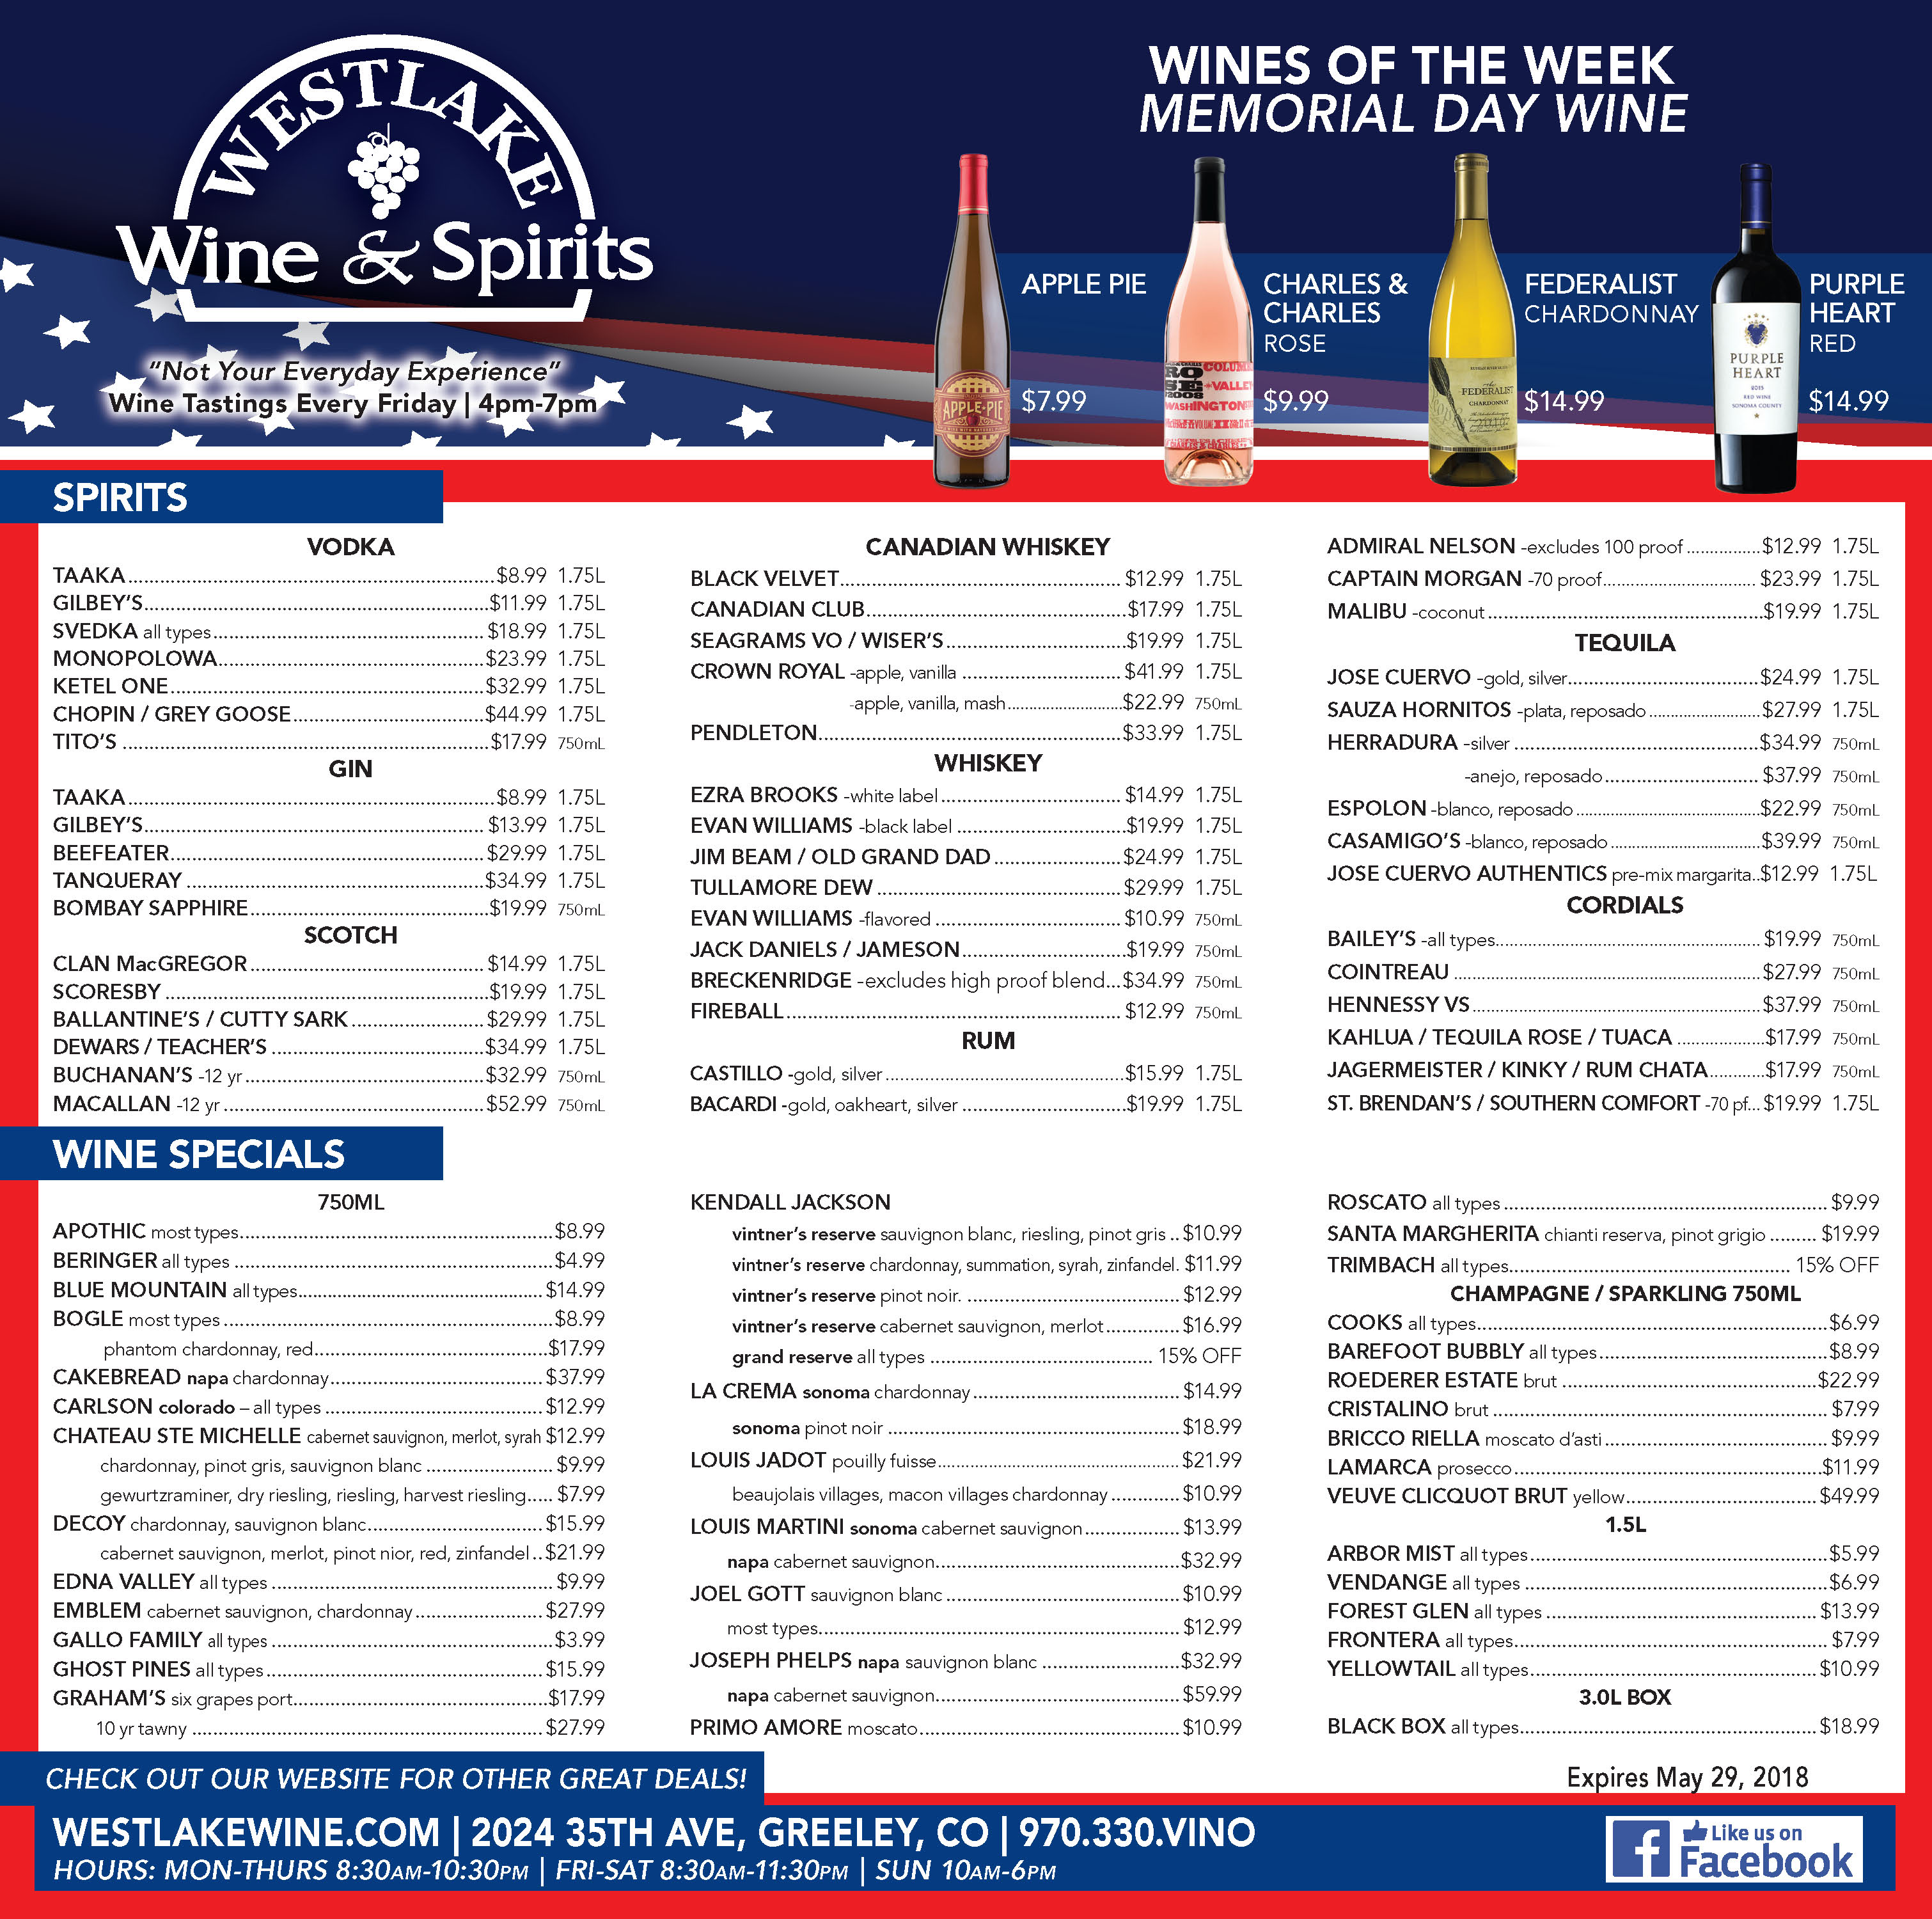 WESTLAKE
Wine & Spirits
"Not Your Everyday Experience"
Wine Tastings Every Friday | 4pm-7pm
WINES OF THE WEEK
MEMORIAL DAY WINE
APPLE PIE
$7.99
CHARLES &
CHARLES
ROSE
$9.99
FEDERALIST
CHARDONNAY
$14.99
PURPLE
HEART
RED
$14.99
APPLE-PIE
RO
SE
2008
COLUMBIA
VALLEY
WASHINGTON
FEDERALIST
CHARDONNAY
PURPLE
HEART
RED WINE
SONOMA COUNTY
SPIRITS
VODKA
TAAKA $8.99 1.75L
GILBEY'S $11.99 1.75L
SVEDKA all types $18.99 1.75L
MONOPOLOWA $23.99 1.75L
KETEL ONE $32.99 1.75L
CHOPIN / GREY GOOSE $44.99 1.75L
TITO'S $17.99 750mL
GIN
TAAKA $8.99 1.75L
GILBEY'S $13.99 1.75L
BEEFEATER $29.99 1.75L
TANQUERAY $34.99 1.75L
BOMBAY SAPPHIRE $19.99 750mL
SCOTCH
CLAN MacGREGOR $14.99 1.75L
SCORESBY $19.99 1.75L
BALLANTINE'S / CUTTY SARK $29.99 1.75L
DEWARS / TEACHER'S $34.99 1.75L
BUCHANAN'S -12 yr $32.99 750mL
MACALLAN -12 yr $52.99 750mL
CANADIAN WHISKEY
BLACK VELVET $12.99 1.75L
CANADIAN CLUB $17.99 1.75L
SEAGRAMS VO / WISER'S $19.99 1.75L
CROWN ROYAL -apple, vanilla $41.99 1.75L
-apple, vanilla, mash $22.99 750mL
PENDLETON $33.99 1.75L
WHISKEY
EZRA BROOKS -white label $14.99 1.75L
EVAN WILLIAMS -black label $19.99 1.75L
JIM BEAM / OLD GRAND DAD $24.99 1.75L
TULLAMORE DEW $29.99 1.75L
EVAN WILLIAMS -flavored $10.99 750mL
JACK DANIELS / JAMESON $19.99 750mL
BRECKENRIDGE -excludes high proof blend $34.99 750mL
FIREBALL $12.99 750mL
RUM
CASTILLO -gold, silver $15.99 1.75L
BACARDI -gold, oakheart, silver $19.99 1.75L
ADMIRAL NELSON -excludes 100 proof $12.99 1.75L
CAPTAIN MORGAN -70 proof $23.99 1.75L
MALIBU -coconut $19.99 1.75L
TEQUILA
JOSE CUERVO -gold, silver $24.99 1.75L
SAUZA HORNITOS -plata, reposado $27.99 1.75L
HERRADURA -silver $34.99 750mL
-anejo, reposado $37.99 750mL
ESPOLON -blanco, reposado $22.99 750mL
CASAMIGO'S -blanco, reposado $39.99 750mL
JOSE CUERVO AUTHENTICS pre-mix margarita $12.99 1.75L
CORDIALS
BAILEY'S -all types $19.99 750mL
COINTREAU $27.99 750mL
HENNESSY VS $37.99 750mL
KAHLUA / TEQUILA ROSE / TUACA $17.99 750mL
JAGERMEISTER / KINKY / RUM CHATA $17.99 750mL
ST. BRENDAN'S / SOUTHERN COMFORT -70 pf $19.99 1.75L
WINE SPECIALS
750ML
APOTHIC most types $8.99
BERINGER all types $4.99
BLUE MOUNTAIN all types $14.99
BOGLE most types $8.99
phantom chardonnay, red $17.99
CAKEBREAD napa chardonnay $37.99
CARLSON colorado – all types $12.99
CHATEAU STE MICHELLE cabernet sauvignon, merlot, syrah $12.99
chardonnay, pinot gris, sauvignon blanc $9.99
gewurtzraminer, dry riesling, riesling, harvest riesling $7.99
DECOY chardonnay, sauvignon blanc $15.99
cabernet sauvignon, merlot, pinot nior, red, zinfandel $21.99
EDNA VALLEY all types $9.99
EMBLEM cabernet sauvignon, chardonnay $27.99
GALLO FAMILY all types $3.99
GHOST PINES all types $15.99
GRAHAM'S six grapes port $17.99
10 yr tawny $27.99
KENDALL JACKSON
vintner's reserve sauvignon blanc, riesling, pinot gris $10.99
vintner's reserve chardonnay, summation, syrah, zinfandel. $11.99
vintner's reserve pinot noir. $12.99
vintner's reserve cabernet sauvignon, merlot $16.99
grand reserve all types 15% OFF
LA CREMA sonoma chardonnay $14.99
sonoma pinot noir $18.99
LOUIS JADOT pouilly fuisse $21.99
beaujolais villages, macon villages chardonnay $10.99
LOUIS MARTINI sonoma cabernet sauvignon $13.99
napa cabernet sauvignon $32.99
JOEL GOTT sauvignon blanc $10.99
most types $12.99
JOSEPH PHELPS napa sauvignon blanc $32.99
napa cabernet sauvignon $59.99
PRIMO AMORE moscato $10.99
ROSCATO all types $9.99
SANTA MARGHERITA chianti reserva, pinot grigio $19.99
TRIMBACH all types 15% OFF
CHAMPAGNE / SPARKLING 750ML
COOKS all types $6.99
BAREFOOT BUBBLY all types $8.99
ROEDERER ESTATE brut $22.99
CRISTALINO brut $7.99
BRICCO RIELLA moscato d'asti $9.99
LAMARCA prosecco $11.99
VEUVE CLICQUOT BRUT yellow $49.99
1.5L
ARBOR MIST all types $5.99
VENDANGE all types $6.99
FOREST GLEN all types $13.99
FRONTERA all types $7.99
YELLOWTAIL all types $10.99
3.0L BOX
BLACK BOX all types $18.99
CHECK OUT OUR WEBSITE FOR OTHER GREAT DEALS!
Expires May 29, 2018
WESTLAKEWINE.COM | 2024 35TH AVE, GREELEY, CO | 970.330.VINO
HOURS: MON-THURS 8:30AM-10:30PM | FRI-SAT 8:30AM-11:30PM | SUN 10AM-6PM
Like us on
Facebook